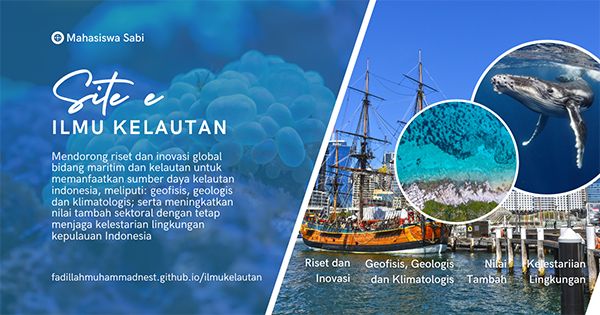 Mahasiswa Sabi
Site e
ILMU KELAUTAN
Mendorong riset dan inovasi global
bidang maritim dan kelautan untuk
memanfaatkan sumber daya kelautan
indonesia, meliputi: geofisis, geologis
dan klimatologis; serta meningkatkan
nilai tambah sektoral dengan tetap
menjaga kelestarian lingkungan
kepulauan Indonesia
fadillahmuhammadnest.github.io/ilmukelautan
Riset dan
Inovasi
Geofisis, Geologis
dan Klimatologis
Nilai
Tambah
Kelestariian
Lingkungan